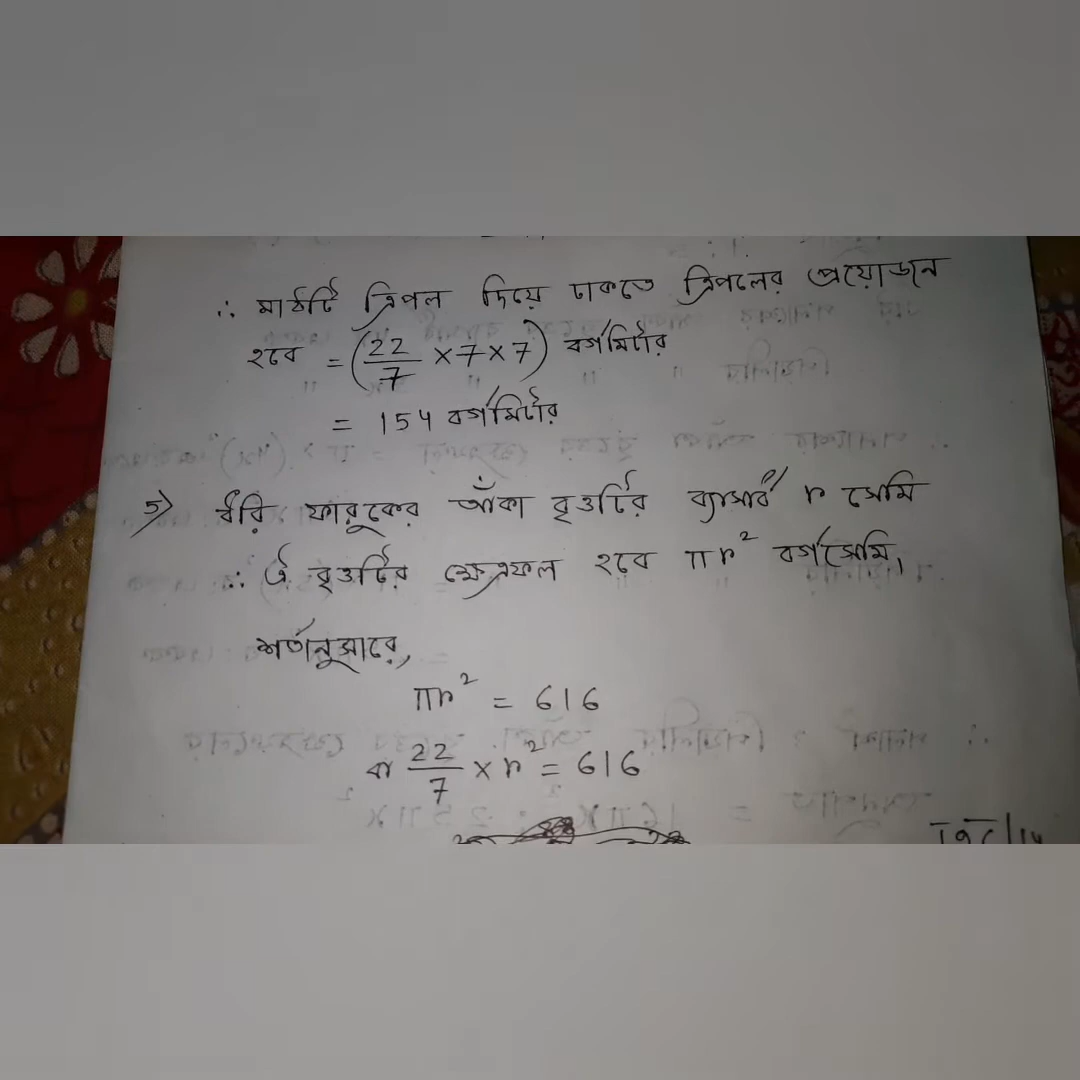 ∴ মাঠটি ত্রিপল দিয়ে ঢাকতে ত্রিপলের প্রয়োজন
হবে = (22/7 × 7 × 7) বর্গমিটার
= 154 বর্গমিটার
ধরি ফারুকের আঁকা বৃত্তটির ব্যাসার্ধ r সেমি
∴ ঐ বৃত্তটির ক্ষেত্রফল হবে πr² বর্গসেমি,
শর্তানুসারে,
πr² = 616
বা 22/7 × r² = 616